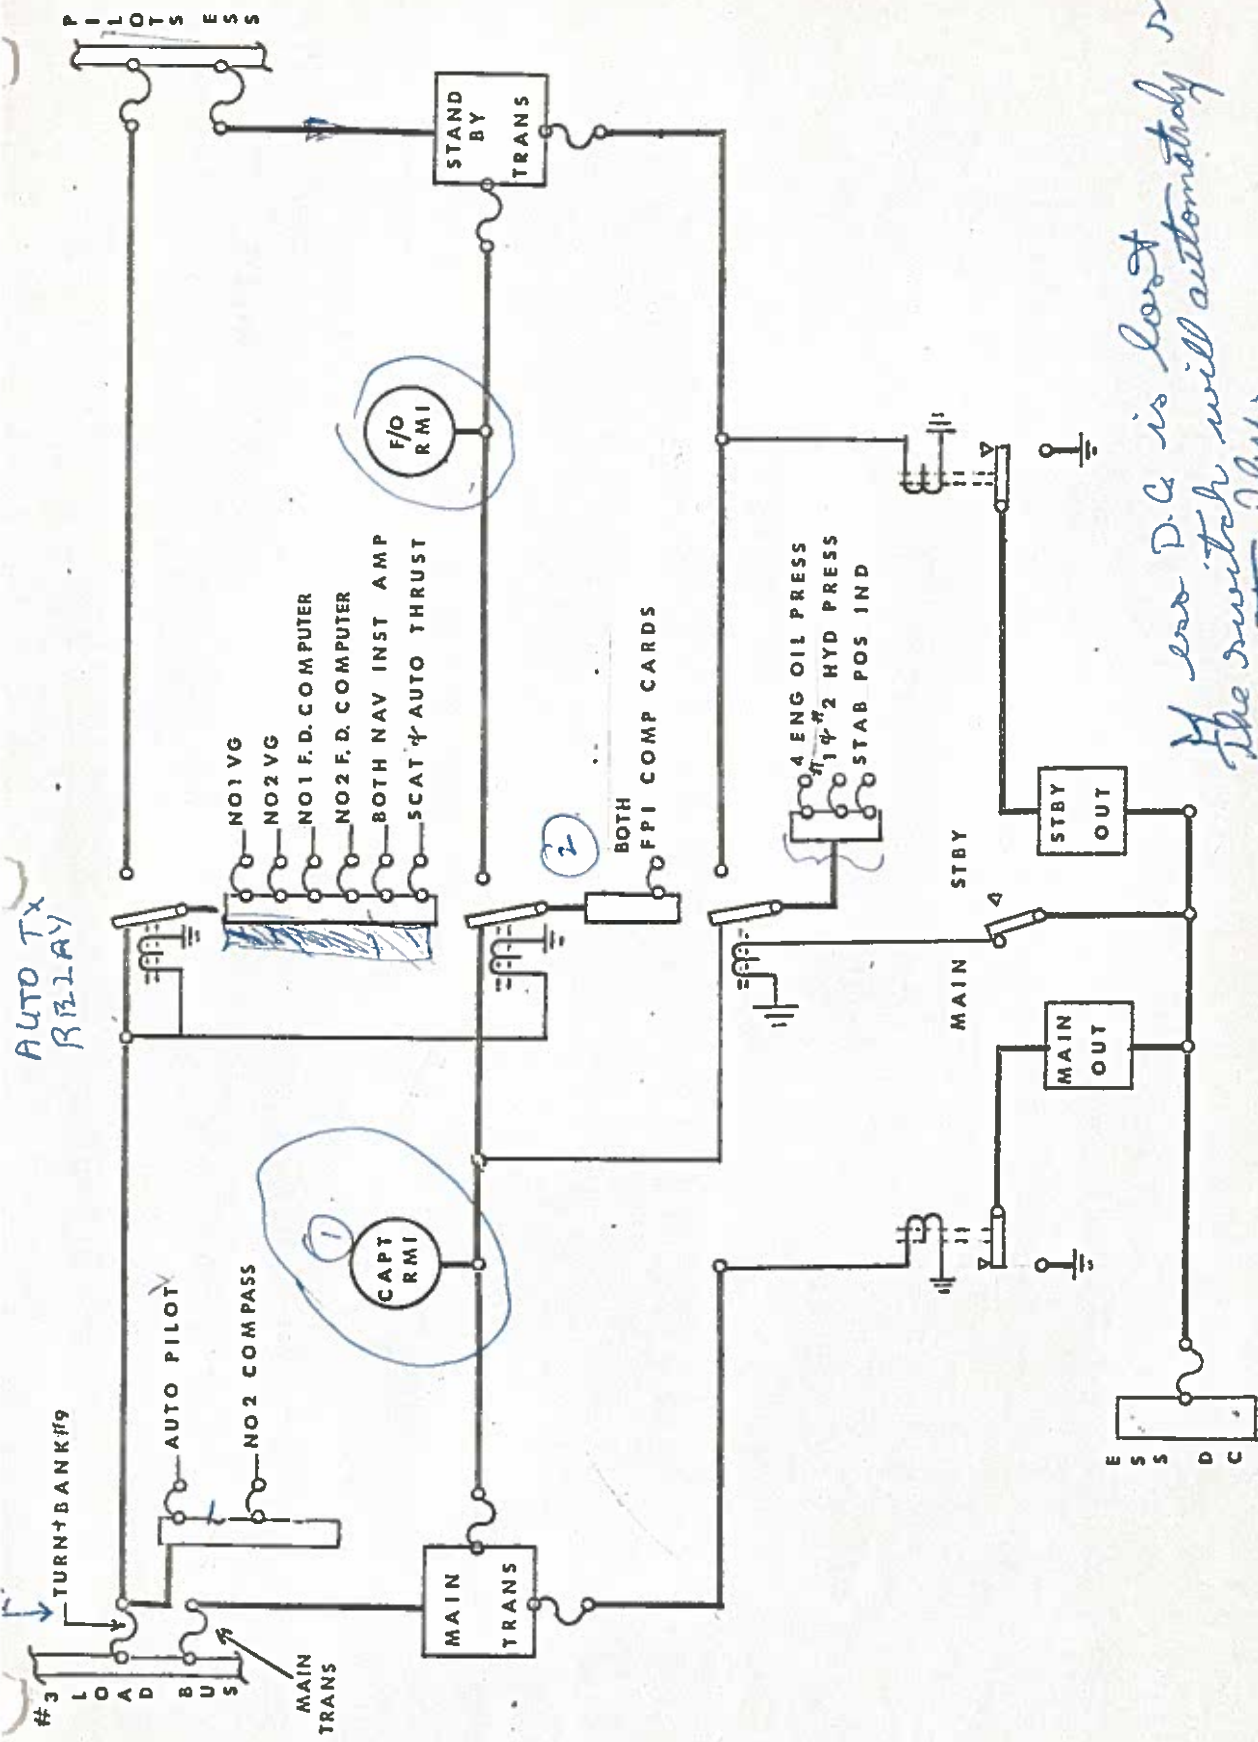 AUTO TX
RELAY
#3 LOAD BUS
TURN+BANK #9
MAIN
TRANS
AUTO PILOT
NO 2 COMPASS
MAIN
TRANS
1
CAPT
RMI
NO 1 VG
NO 2 VG
NO 1 F. D. COMPUTER
NO 2 F. D. COMPUTER
BOTH NAV INST AMP
SCAT & AUTO THRUST
2
BOTH
FPI COMP CARDS
F/O
RMI
PILOTS ESS
STAND
BY
TRANS
4 ENG OIL PRESS
#1 & #2 HYD PRESS
STAB POS IND
MAIN
STBY
MAIN
OUT
STBY
OUT
ESS DC
If ess D.C. is lost
The switch will automatically